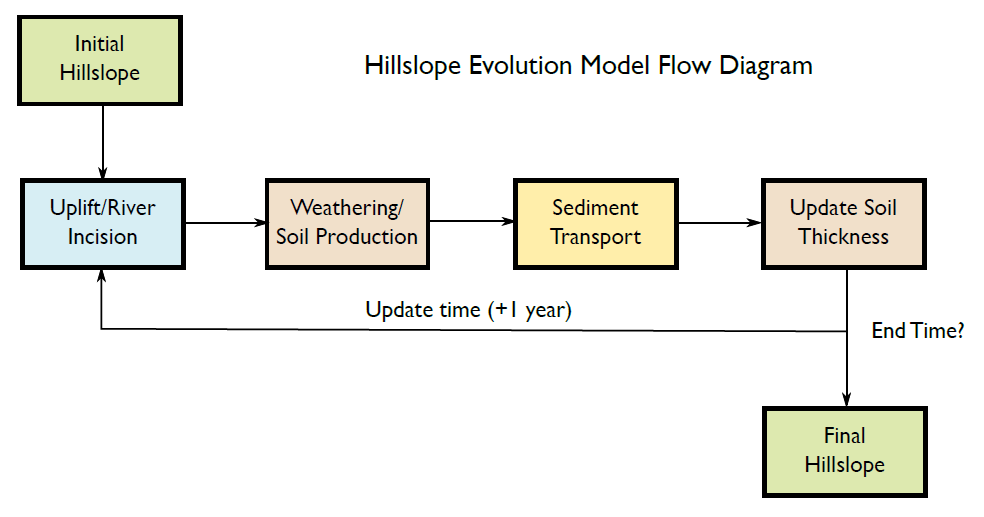 Initial
Hillslope
Hillslope Evolution Model Flow Diagram
Uplift/River
Incision
Weathering/
Soil Production
Sediment
Transport
Update Soil
Thickness
Update time (+1 year)
End Time?
Final
Hillslope